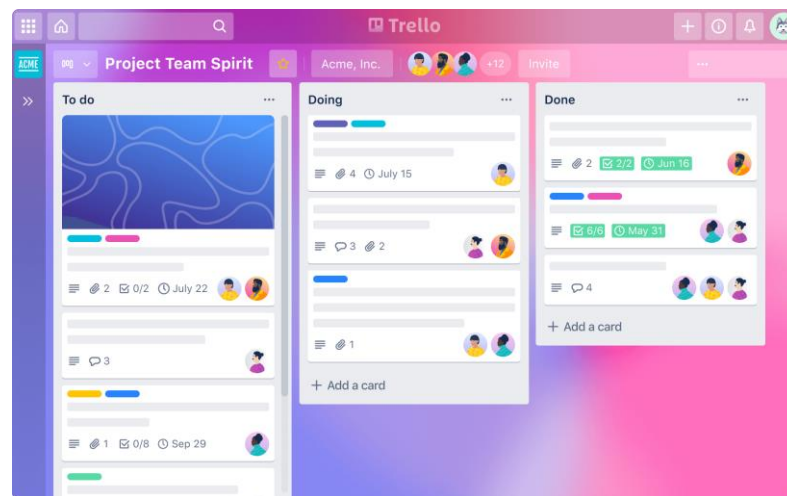 Trello
ACME
Project Team Spirit
Acme, Inc.
+12
Invite
To do
2 0/2 July 22
3
1 0/8 Sep 29
Doing
4 July 15
3 2
1
+ Add a card
Done
2 2/2 Jun 16
6/6 May 31
4
+ Add a card